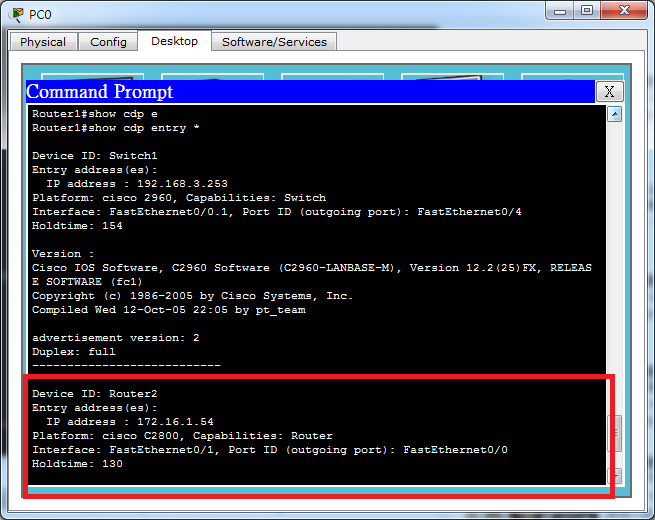 PC0
Physical Config Desktop Software/Services
Command Prompt X
Router1#show cdp e
Router1#show cdp entry *
Device ID: Switch1
Entry address(es):
IP address : 192.168.3.253
Platform: cisco 2960, Capabilities: Switch
Interface: FastEthernet0/0.1, Port ID (outgoing port): FastEthernet0/4
Holdtime: 154
Version :
Cisco IOS Software, C2960 Software (C2960-LANBASE-M), Version 12.2(25)FX, RELEAS
E SOFTWARE (fc1)
Copyright (c) 1986-2005 by Cisco Systems, Inc.
Compiled Wed 12-Oct-05 22:05 by pt_team
advertisement version: 2
Duplex: full
---------------------------
Device ID: Router2
Entry address(es):
IP address : 172.16.1.54
Platform: cisco C2800, Capabilities: Router
Interface: FastEthernet0/1, Port ID (outgoing port): FastEthernet0/0
Holdtime: 130